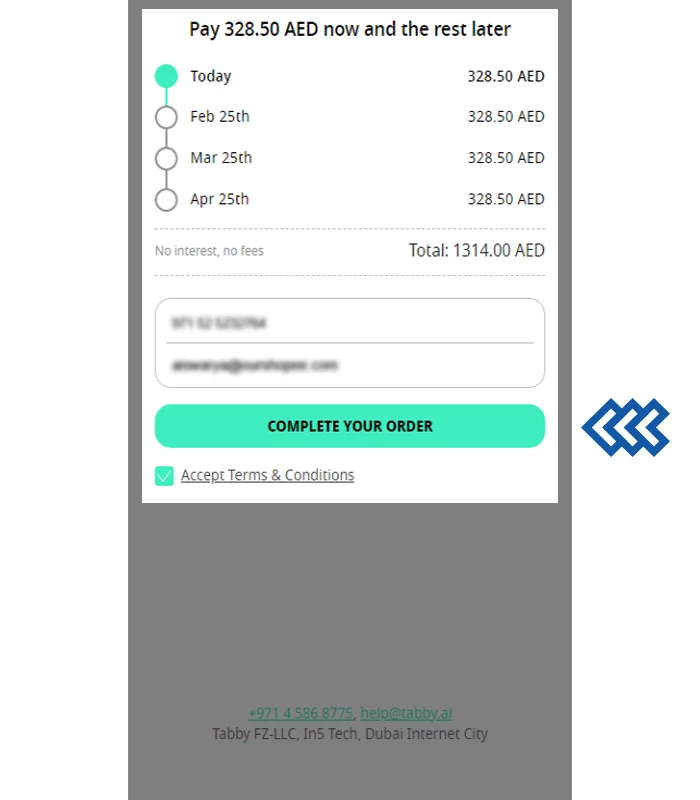 Pay 328.50 AED now and the rest later
Today 328.50 AED
Feb 25th 328.50 AED
Mar 25th 328.50 AED
Apr 25th 328.50 AED
No interest, no fees Total: 1314.00 AED
COMPLETE YOUR ORDER
Accept Terms & Conditions
+971 4 586 8775, help@tabby.ai
Tabby FZ-LLC, In5 Tech, Dubai Internet City